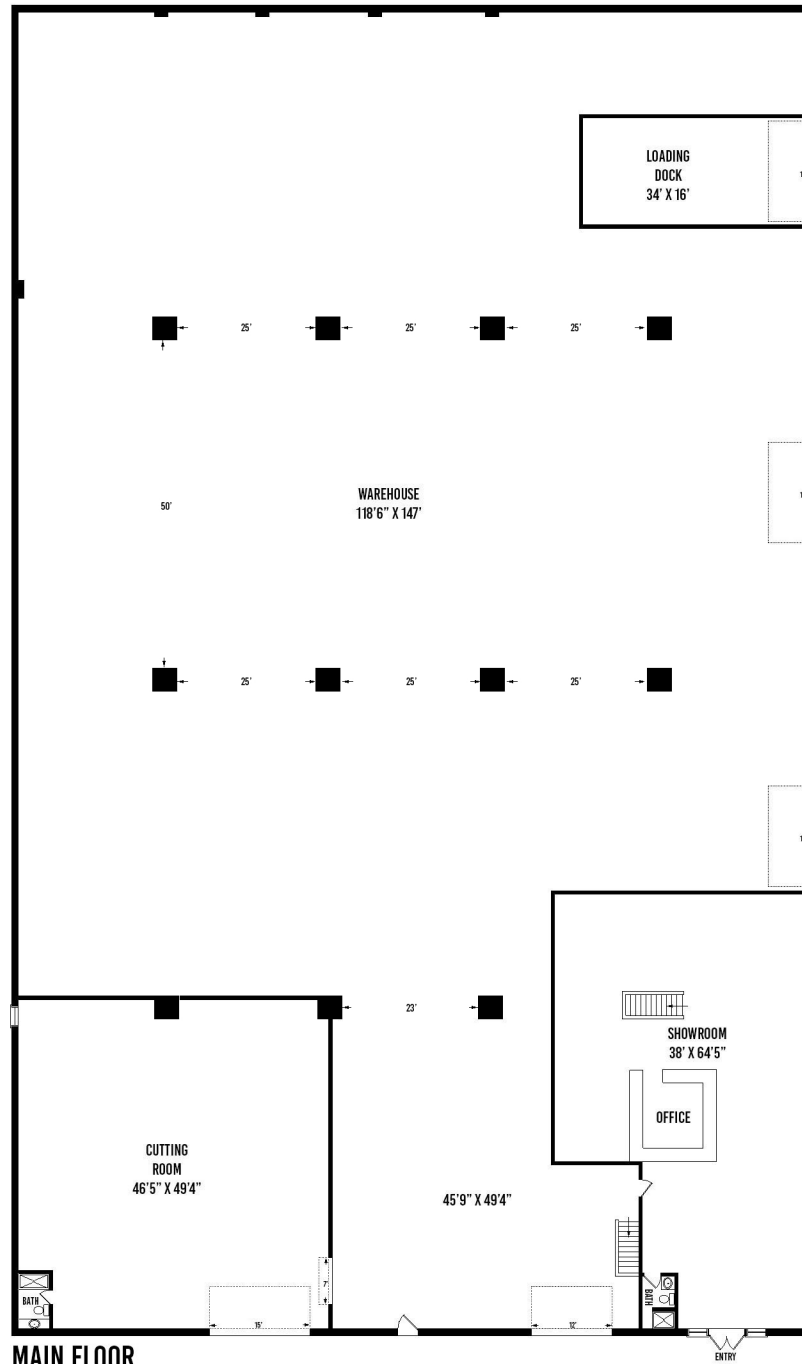 LOADING
DOCK
34' X 16'
25'
25'
25'
WAREHOUSE
118'6" X 147'
50'
25'
25'
25'
23'
SHOWROOM
38' X 64'5"
OFFICE
CUTTING
ROOM
46'5" X 49'4"
45'9" X 49'4"
7'
BATH
BATH
15'
12'
ENTRY
MAIN FLOOR